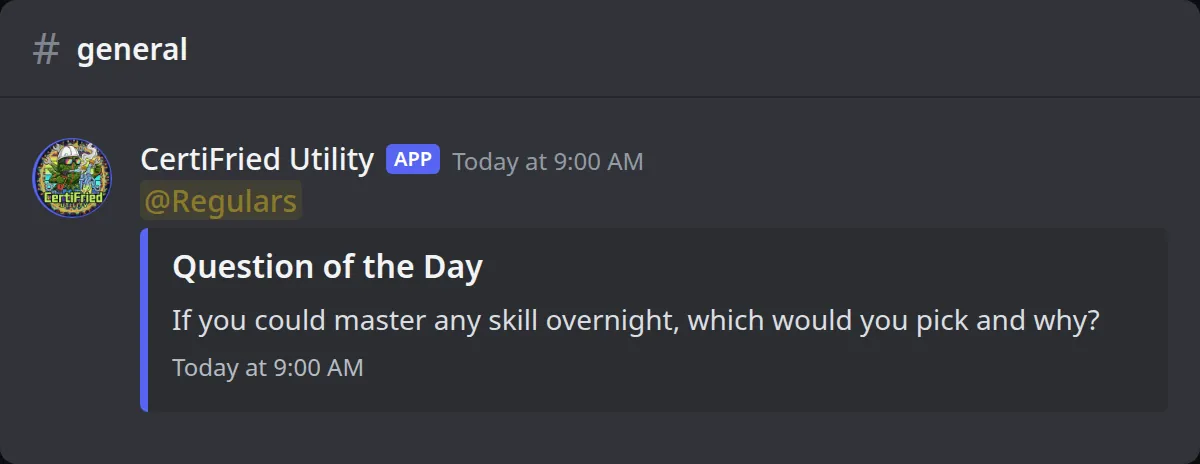 # general
CertiFried Utility APP Today at 9:00 AM
CertiFried
@Regulars
Question of the Day
If you could master any skill overnight, which would you pick and why?
Today at 9:00 AM